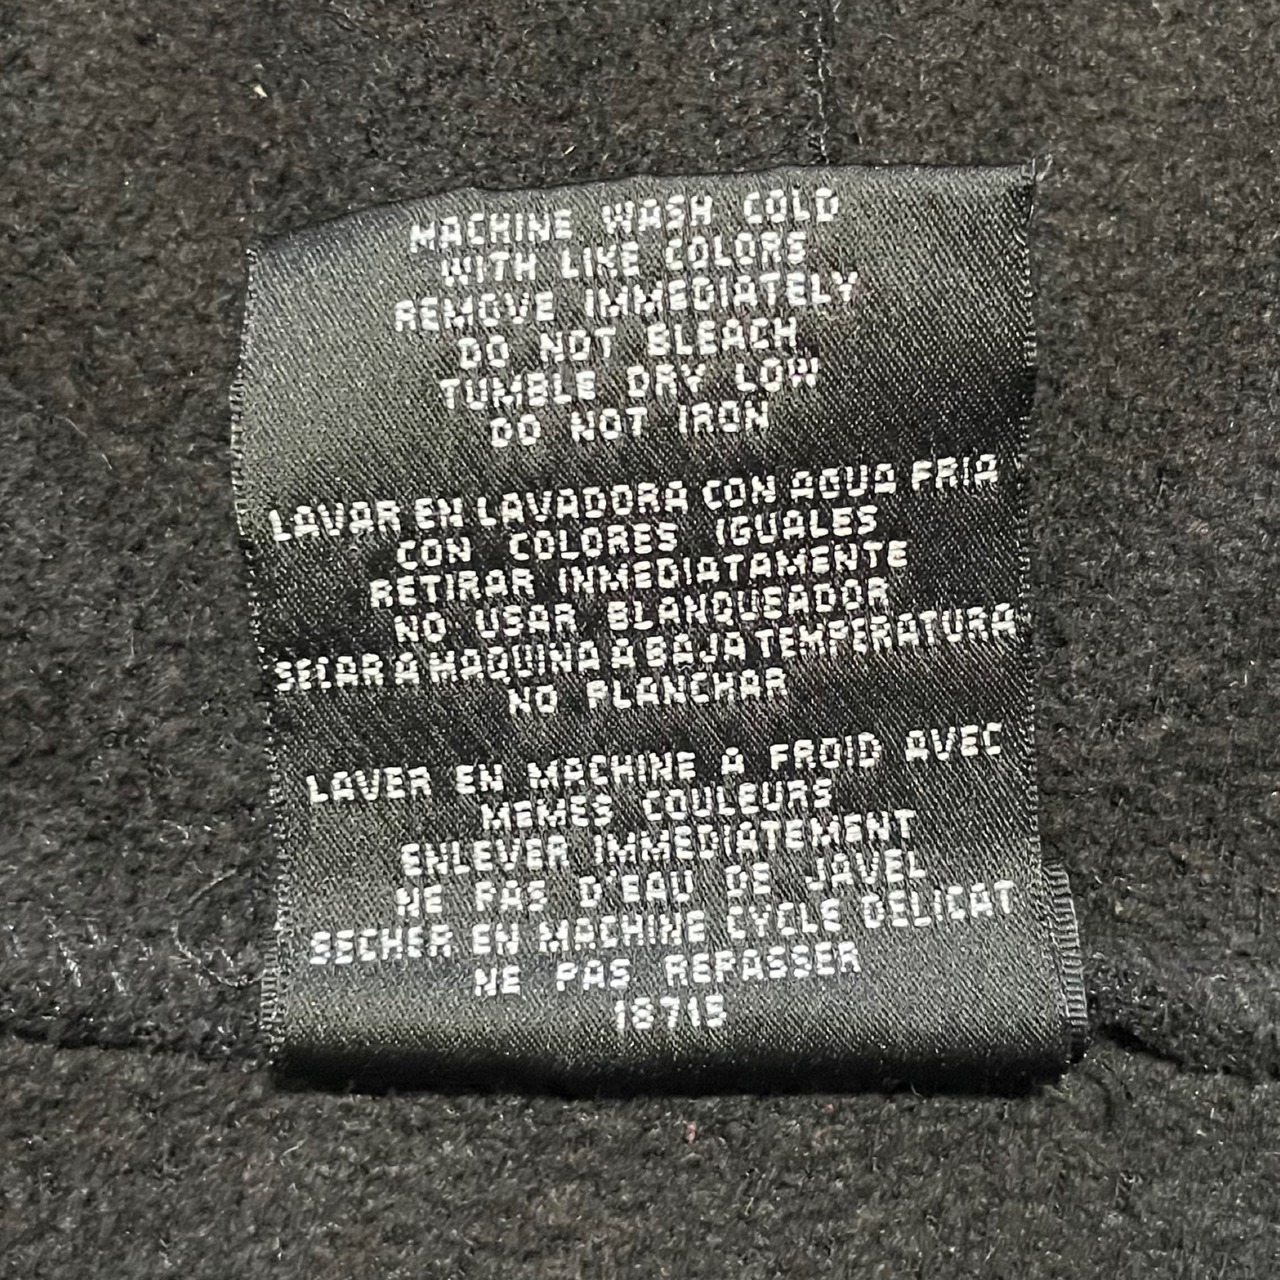 MACHINE WASH COLD
WITH LIKE COLORS
REMOVE IMMEDIATELY
DO NOT BLEACH
TUMBLE DRY LOW
DO NOT IRON
LAVAR EN LAVADORA CON AGUA FRIA
CON COLORES IGUALES
RETIRAR INMEDIATAMENTE
NO USAR BLANQUEADOR
SECAR A MAQUINA A BAJA TEMPERATURA
NO PLANCHAR
LAVER EN MACHINE A FROID AVEC
MEMES COULEURS
ENLEVER IMMEDIATEMENT
NE PAS D'EAU DE JAVEL
SECHER EN MACHINE CYCLE DELICAT
NE PAS REPASSER
18715